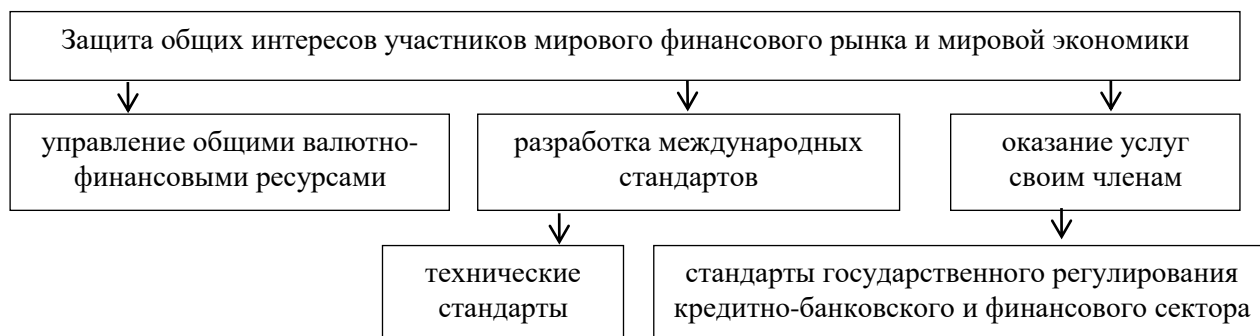 Защита общих интересов участников мирового финансового рынка и мировой экономики
управление общими валютно-
финансовыми ресурсами
разработка международных
стандартов
оказание услуг
своим членам
технические
стандарты
стандарты государственного регулирования
кредитно-банковского и финансового сектора